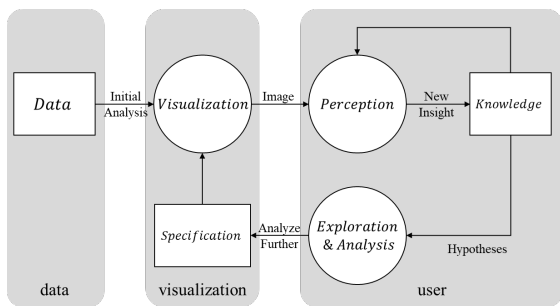 Data
Initial
Analysis
Visualization
Image
Perception
New
Insight
Knowledge
Specification
Analyze
Further
Exploration
& Analysis
Hypotheses
data
visualization
user